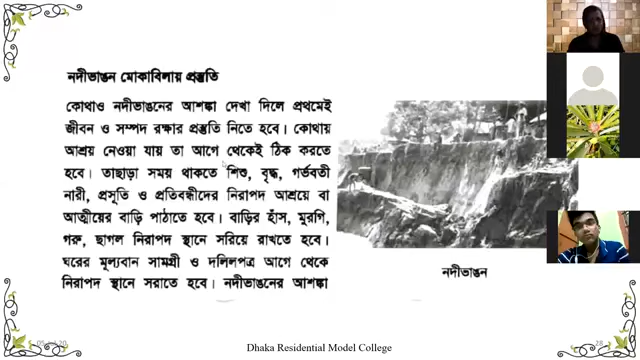 নদীভাঙন মোকাবিলায় প্রস্তুতি
কোথাও নদীভাঙনের আশঙ্কা দেখা দিলে প্রথমেই
জীবন ও সম্পদ রক্ষার প্রস্তুতি নিতে হবে। কোথায়
আশ্রয় নেওয়া যায় তা আগে থেকেই ঠিক করতে
হবে। তাছাড়া সময় থাকতে শিশু, বৃদ্ধ, গর্ভবতী
নারী, প্রসূতি ও প্রতিবন্ধীদের নিরাপদ আশ্রয়ে বা
আত্মীয়ের বাড়ি পাঠাতে হবে। বাড়ির হাঁস, মুরগি,
গরু, ছাগল নিরাপদ স্থানে সরিয়ে রাখতে হবে।
ঘরের মূল্যবান সামগ্রী ও দলিলপত্র আগে থেকে
নিরাপদ স্থানে সরাতে হবে। নদীভাঙনের আশঙ্কা
নদীভাঙন
Dhaka Residential Model College
28